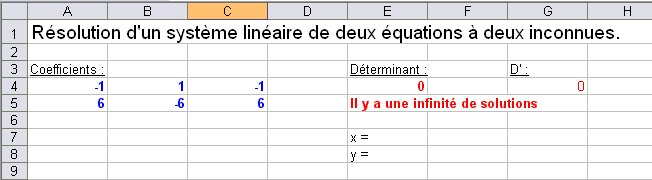 A B C D E F G H
1 Résolution d'un système linéaire de deux équations à deux inconnues.
2
3 Coefficients : Déterminant : D' :
4 -1 1 -1 0 0
5 6 -6 6 Il y a une infinité de solutions
6
7 x =
8 y =
9